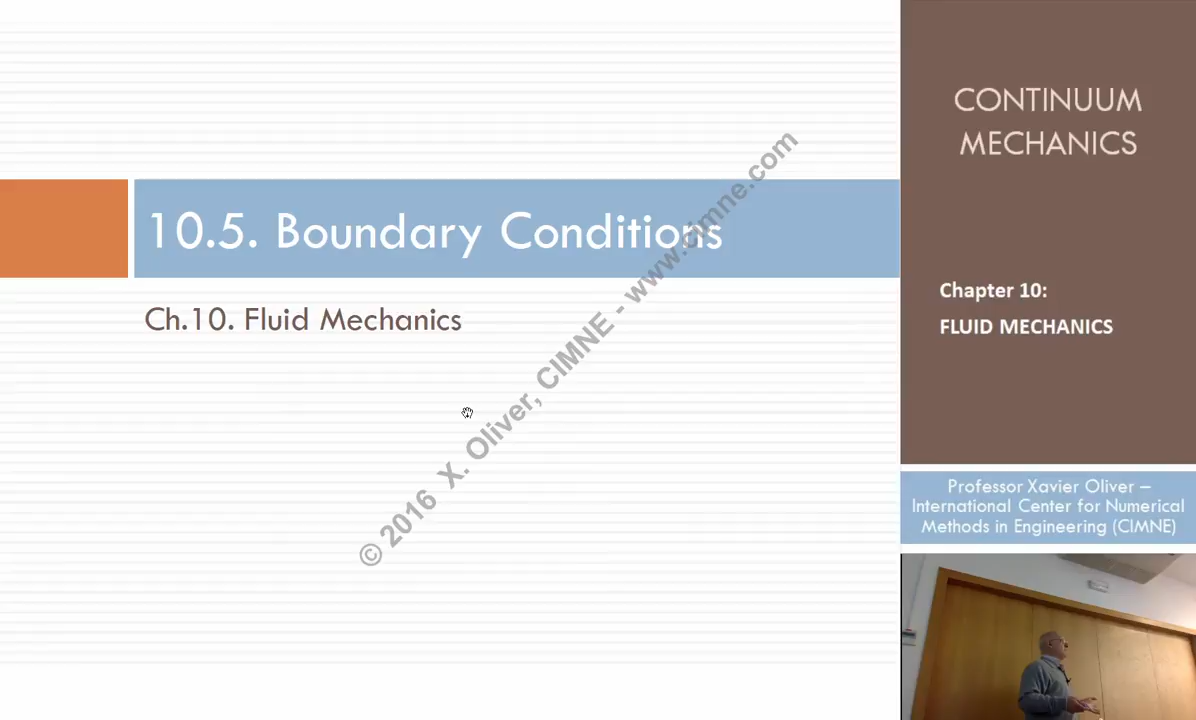 10.5. Boundary Conditions
Ch.10. Fluid Mechanics
© 2016 X. Oliver, CIMNE - www.cimne.com
CONTINUUM
MECHANICS
Chapter 10:
FLUID MECHANICS
Professor Xavier Oliver –
International Center for Numerical
Methods in Engineering (CIMNE)